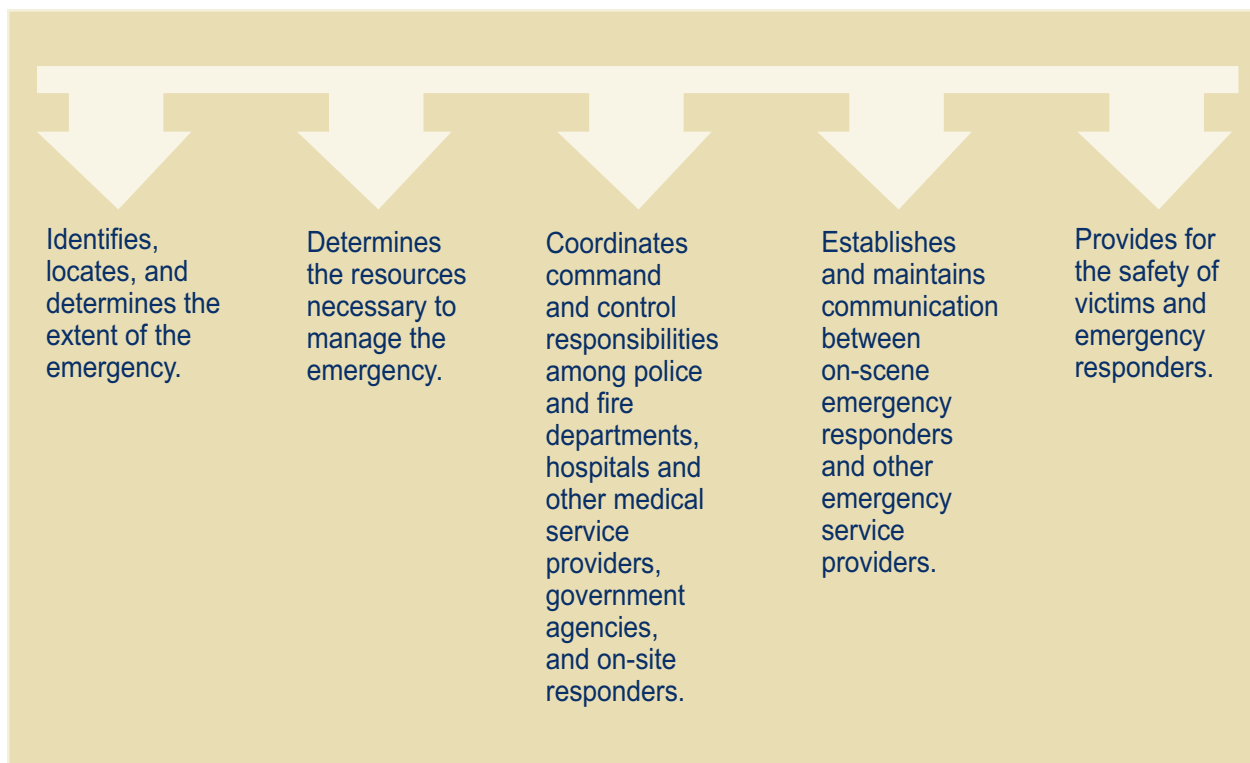 Identifies,
locates, and
determines the
extent of the
emergency.
Determines
the resources
necessary to
manage the
emergency.
Coordinates
command
and control
responsibilities
among police
and fire
departments,
hospitals and
other medical
service
providers,
government
agencies,
and on-site
responders.
Establishes
and maintains
communication
between
on-scene
emergency
responders
and other
emergency
service
providers.
Provides for
the safety of
victims and
emergency
responders.